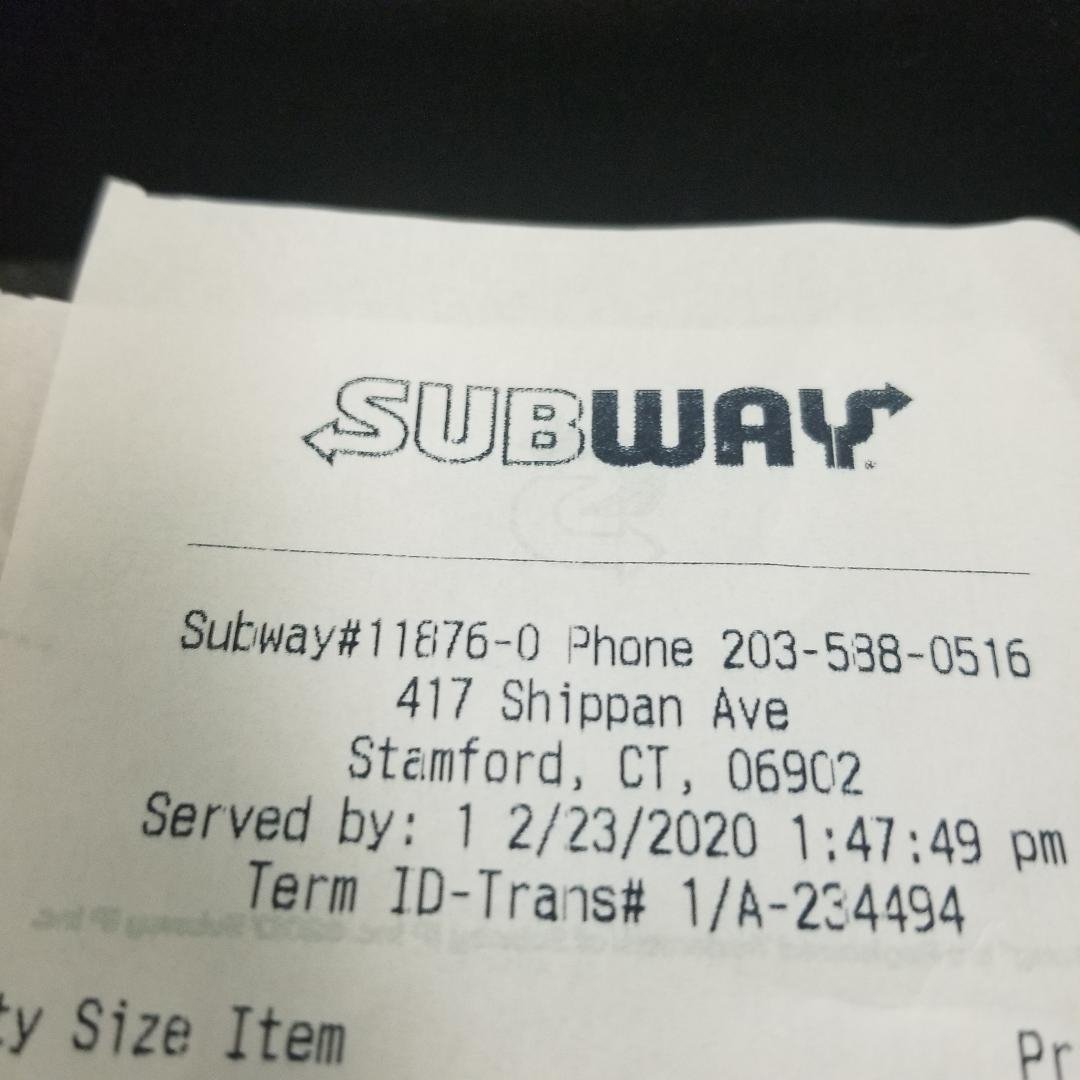 SUBWAY
Subway#11876-0 Phone 203-588-0516
417 Shippan Ave
Stamford, CT, 06902
Served by: 1 2/23/2020 1:47:49 pm
Term ID-Trans# 1/A-234494
Size Item